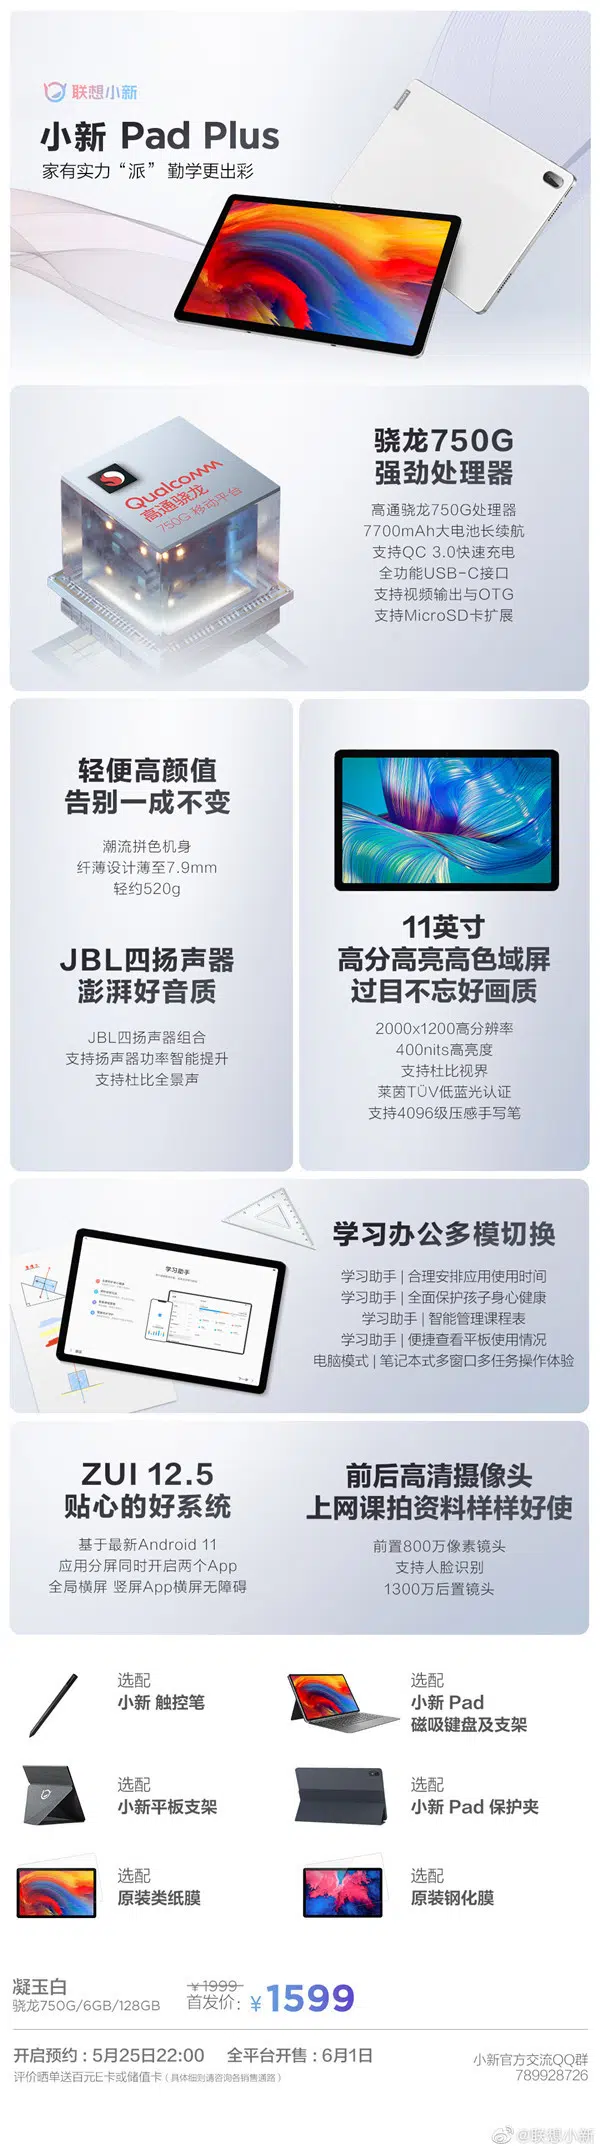 联想小新
小新 Pad Plus
家有实力“派” 勤学更出彩
Lenovo
Qualcomm
高通骁龙
750G 移动平台
骁龙750G
强劲处理器
高通骁龙750G处理器
7700mAh大电池长续航
支持QC 3.0快速充电
全功能USB-C接口
支持视频输出与OTG
支持MicroSD卡扩展
轻便高颜值
告别一成不变
潮流拼色机身
纤薄设计薄至7.9mm
轻约520g
JBL四扬声器
澎湃好音质
JBL四扬声器组合
支持扬声器功率智能提升
支持杜比全景声
11英寸
高分高亮高色域屏
过目不忘好画质
2000x1200高分辨率
400nits高亮度
支持杜比视界
莱茵TÜV低蓝光认证
支持4096级压感手写笔
学习助手
学习办公多模切换
学习助手 | 合理安排应用使用时间
学习助手 | 全面保护孩子身心健康
学习助手 | 智能管理课程表
学习助手 | 便捷查看平板使用情况
电脑模式 | 笔记本式多窗口多任务操作体验
ZUI 12.5
贴心的好系统
基于最新Android 11
应用分屏同时开启两个App
全局横屏 竖屏App横屏无障碍
前后高清摄像头
上网课拍资料样样好使
前置800万像素镜头
支持人脸识别
1300万后置镜头
选配
小新 触控笔
选配
小新 Pad
磁吸键盘及支架
选配
小新平板支架
选配
小新 Pad 保护夹
选配
原装类纸膜
选配
原装钢化膜
凝玉白
骁龙750G/6GB/128GB
¥1999
首发价：¥1599
开启预约：5月25日22:00 全平台开售：6月1日
评价晒单送百元E卡或储值卡（具体细则请咨询各销售通路）
小新官方交流QQ群
789928726
@联想小新